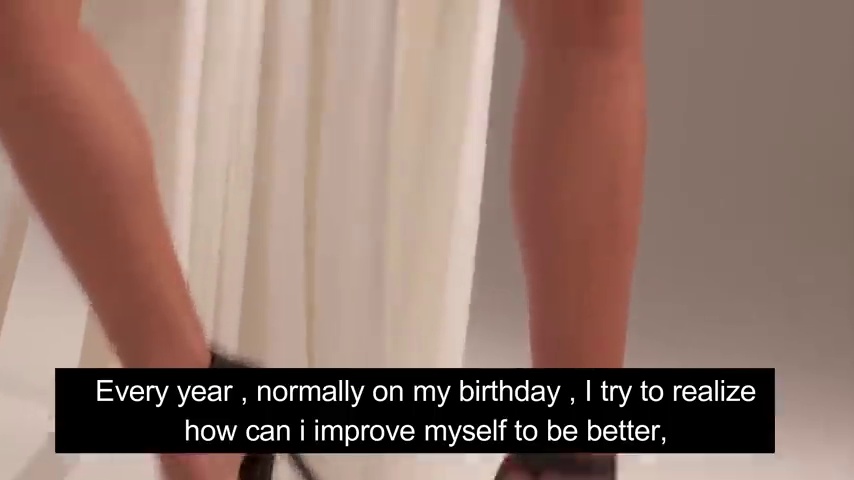 Every year , normally on my birthday , I try to realize
how can i improve myself to be better,